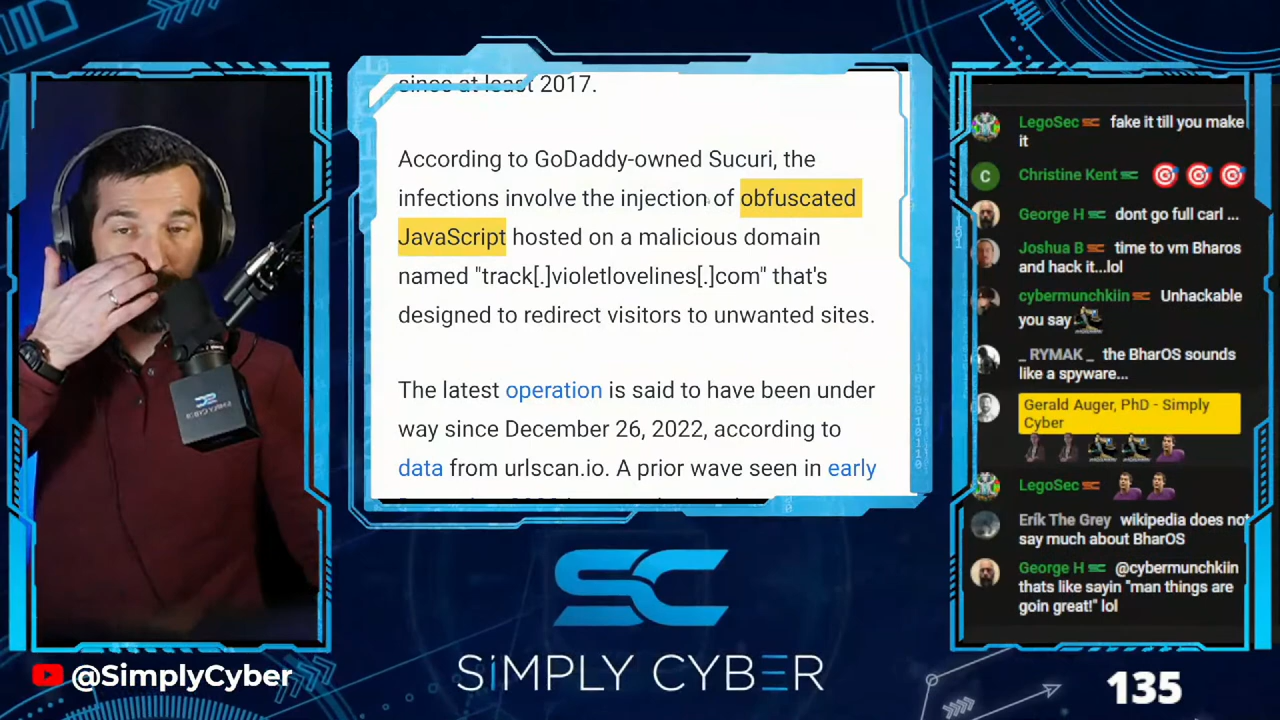 since at least 2017.
According to GoDaddy-owned Sucuri, the
infections involve the injection of obfuscated
JavaScript hosted on a malicious domain
named "track[.]violetlovelines[.]com" that's
designed to redirect visitors to unwanted sites.
The latest operation is said to have been under
way since December 26, 2022, according to
data from urlscan.io. A prior wave seen in early
LegoSec fake it till you make
it
Christine Kent
C
George H dont go full carl ...
Joshua B time to vm Bharos
and hack it...lol
cybermunchkiin Unhackable
you say
_ RYMAK _ the BharOS sounds
like a spyware...
Gerald Auger, PhD - Simply
Cyber
LegoSec
Erik The Grey wikipedia does not
say much about BharOS
George H @cybermunchkiin
thats like sayin "man things are
goin great!" lol
SC
SiMPLY CYBER
@SimplyCyber
135